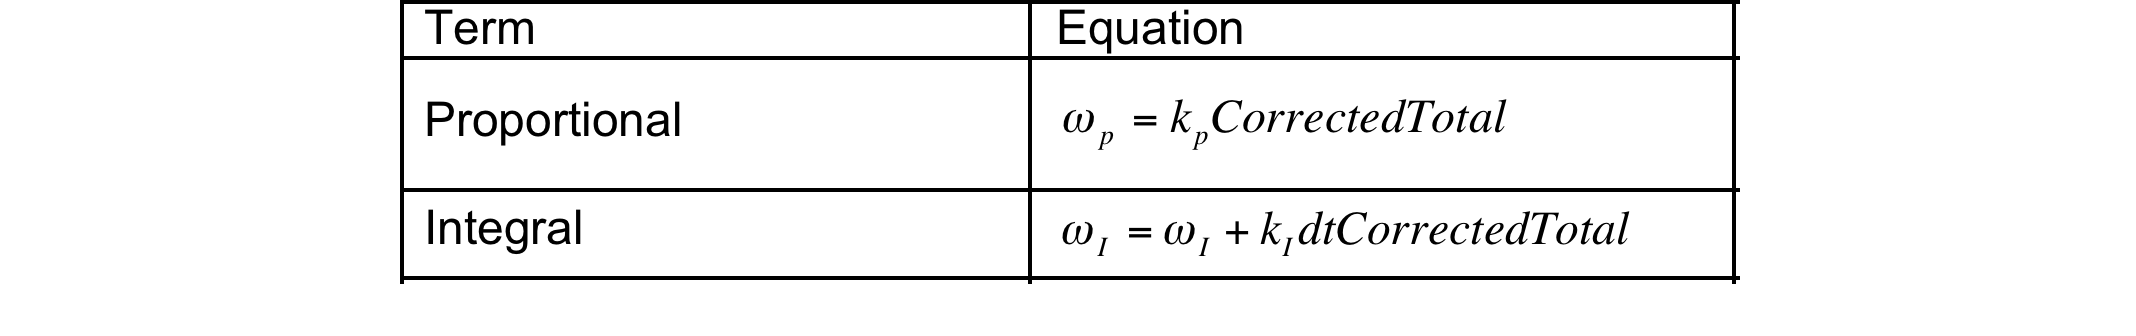 Term Equation
Proportional ω_p = k_p CorrectedTotal
Integral ω_I = ω_I + k_I dtCorrectedTotal